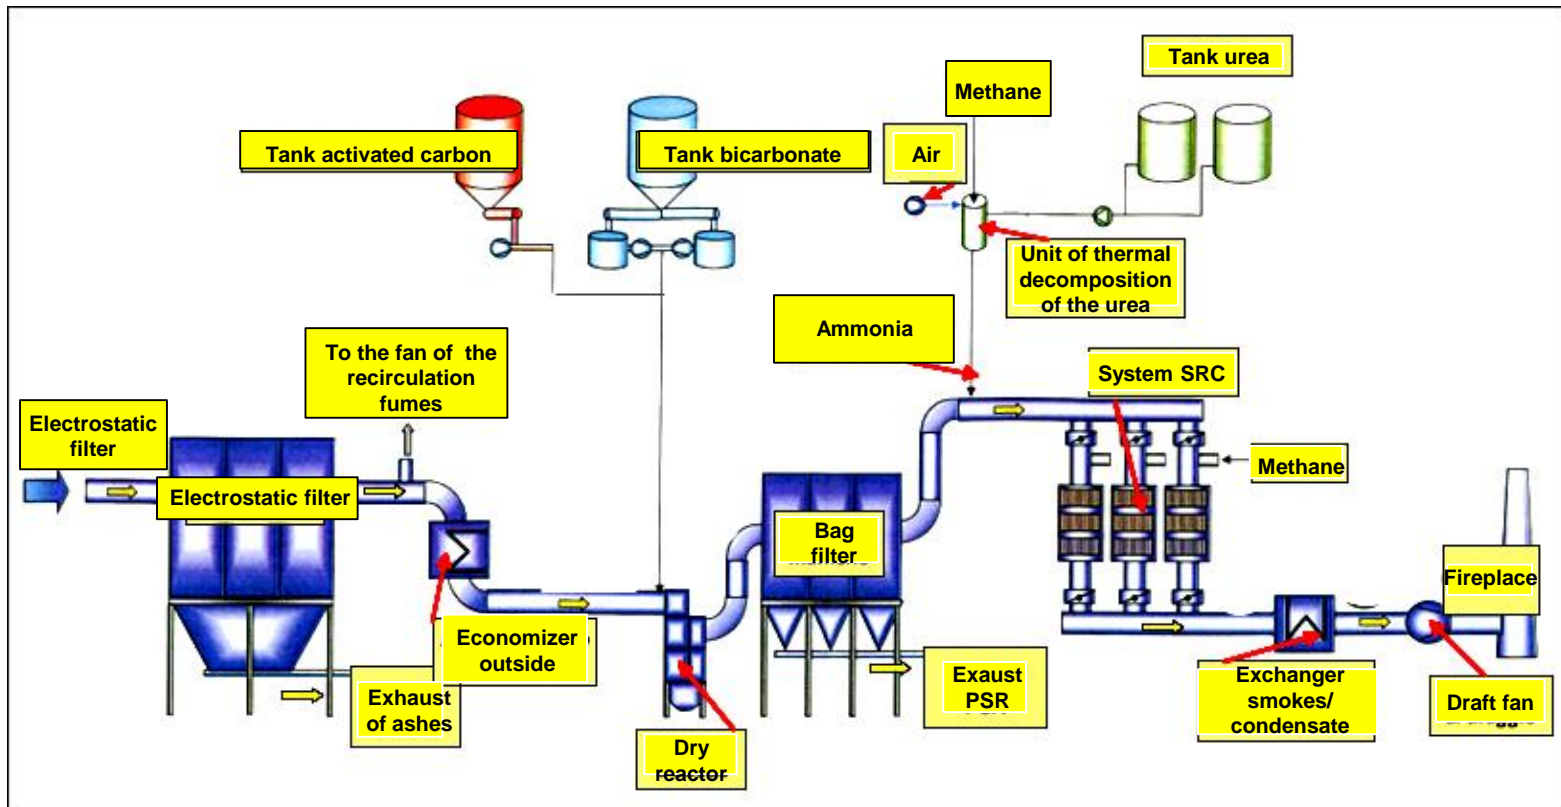 Tank urea
Methane
Tank activated carbon
Tank bicarbonate
Air
Unit of thermal
decomposition
of the urea
Ammonia
To the fan of the
recirculation
fumes
System SRC
Electrostatic
filter
Methane
Electrostatic filter
Bag
filter
Fireplace
Economizer
outside
Exhaust
of ashes
Exaust
PSR
Exchanger
smokes/
condensate
Draft fan
Dry
reactor